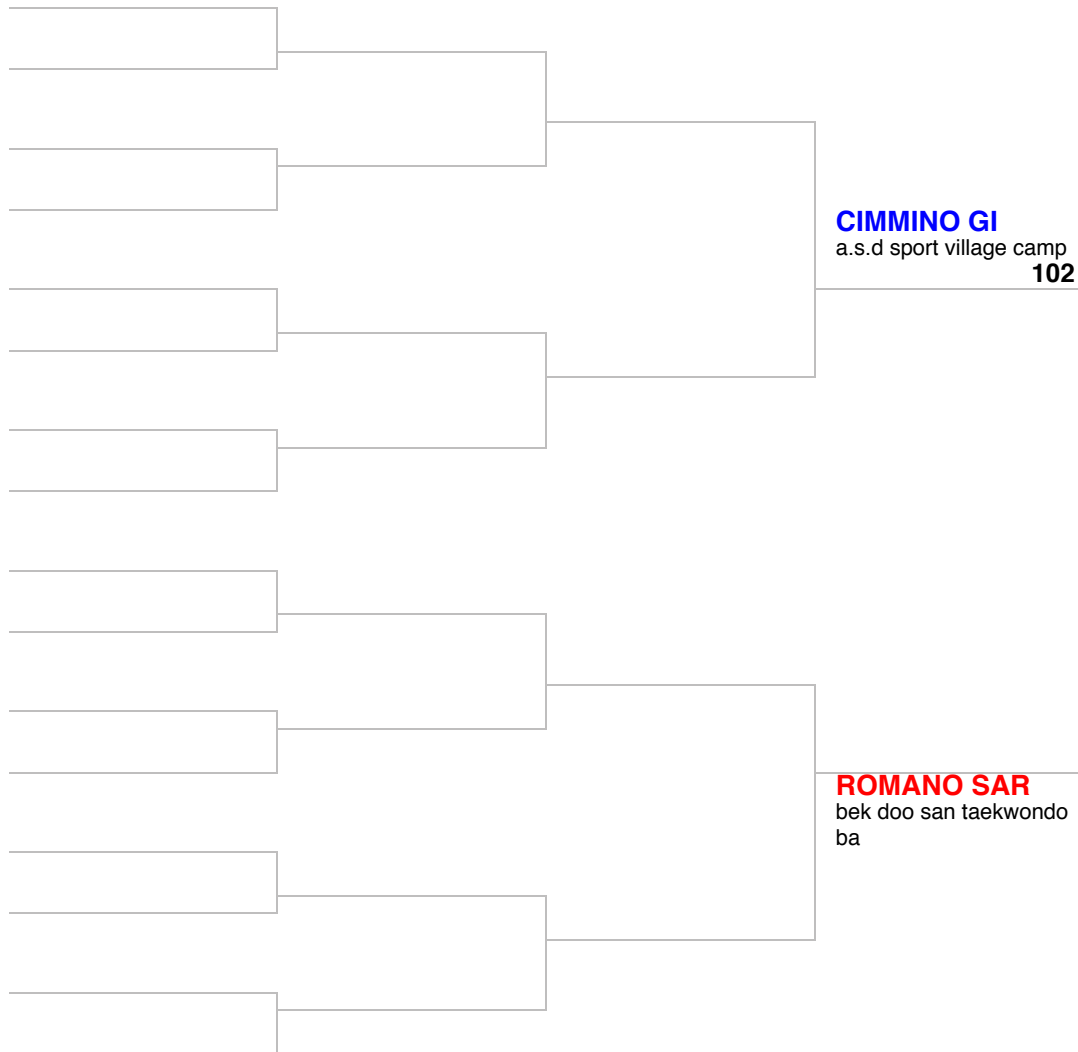 CIMMINO GI
a.s.d sport village camp
102
ROMANO SAR
bek doo san taekwondo
ba